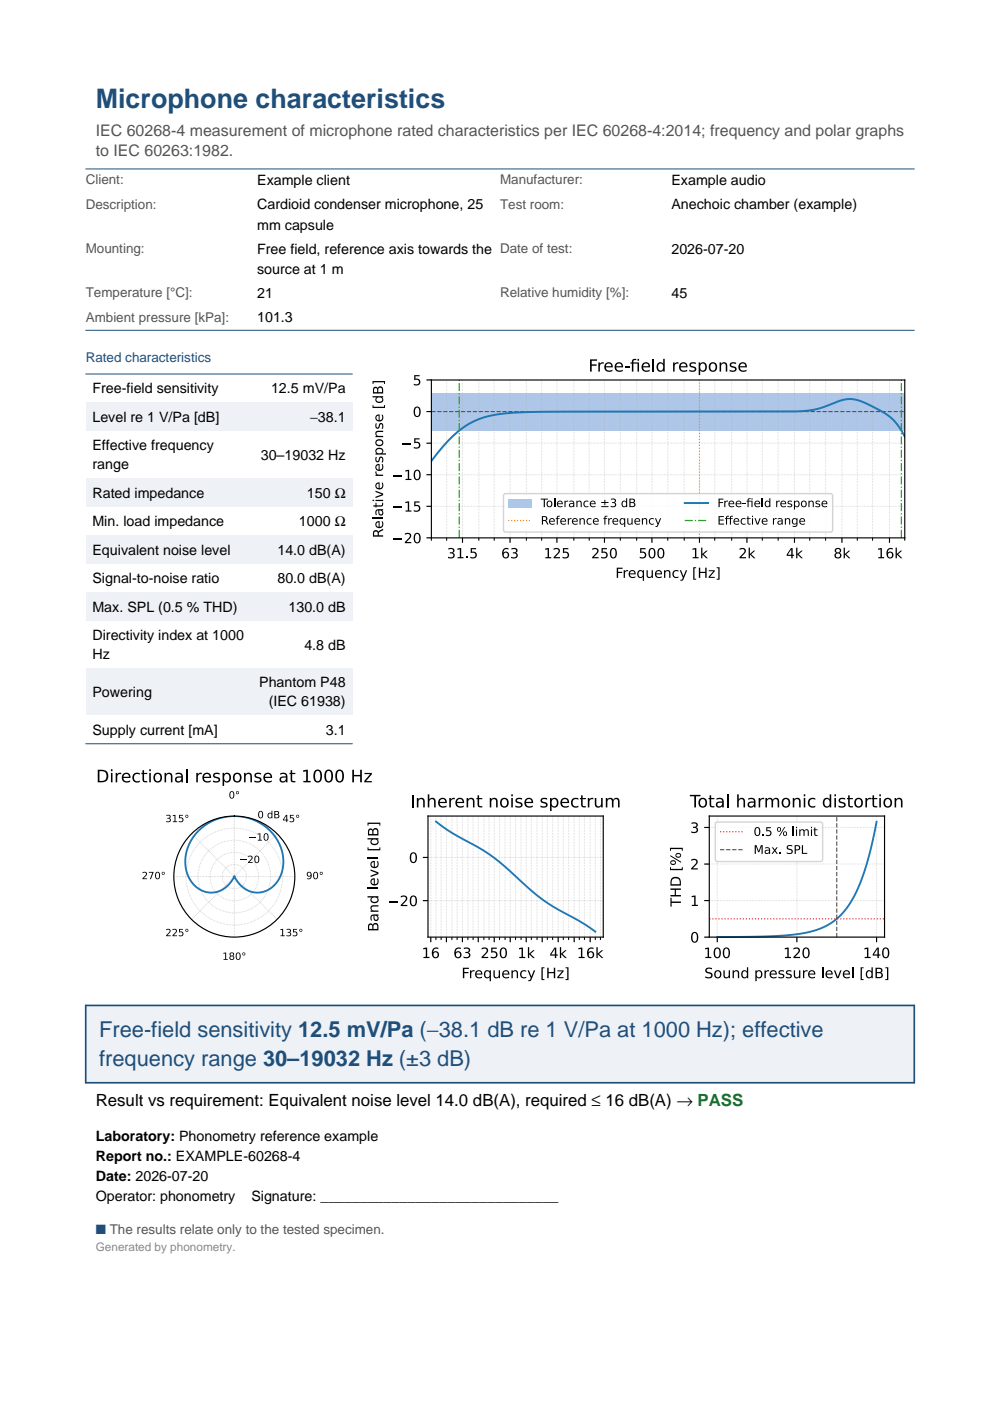 Microphone characteristics
IEC 60268-4 measurement of microphone rated characteristics per IEC 60268-4:2014; frequency and polar graphs
to IEC 60263:1982.
Client: Example client Manufacturer: Example audio
Description: Cardioid condenser microphone, 25 Test room: Anechoic chamber (example)
mm capsule
Mounting: Free field, reference axis towards the Date of test: 2026-07-20
source at 1 m
Temperature [°C]: 21 Relative humidity [%]: 45
Ambient pressure [kPa]: 101.3
Rated characteristics
Free-field sensitivity 12.5 mV/Pa
Level re 1 V/Pa [dB] −38.1
Effective frequency
range 30–19032 Hz
Rated impedance 150 Ω
Min. load impedance 1000 Ω
Equivalent noise level 14.0 dB(A)
Signal-to-noise ratio 80.0 dB(A)
Max. SPL (0.5 % THD) 130.0 dB
Directivity index at 1000
Hz 4.8 dB
Powering Phantom P48
(IEC 61938)
Supply current [mA] 3.1
Free-field response
Relative response [dB]
5
0
−5
−10
−15
−20
Tolerance ±3 dB Free-field response
Reference frequency Effective range
31.5 63 125 250 500 1k 2k 4k 8k 16k
Frequency [Hz]
Directional response at 1000 Hz
0°
315° 0 dB 45°
−10
−20
270° 90°
225° 135°
180°
Inherent noise spectrum
Band level [dB]
0
−20
16 63 250 1k 4k 16k
Frequency [Hz]
Total harmonic distortion
THD [%]
3
2
1
0
0.5 % limit
Max. SPL
100 120 140
Sound pressure level [dB]
Free-field sensitivity 12.5 mV/Pa (−38.1 dB re 1 V/Pa at 1000 Hz); effective
frequency range 30–19032 Hz (±3 dB)
Result vs requirement: Equivalent noise level 14.0 dB(A), required ≤ 16 dB(A) → PASS
Laboratory: Phonometry reference example
Report no.: EXAMPLE-60268-4
Date: 2026-07-20
Operator: phonometry Signature: ______________________________
The results relate only to the tested specimen.
Generated by phonometry.